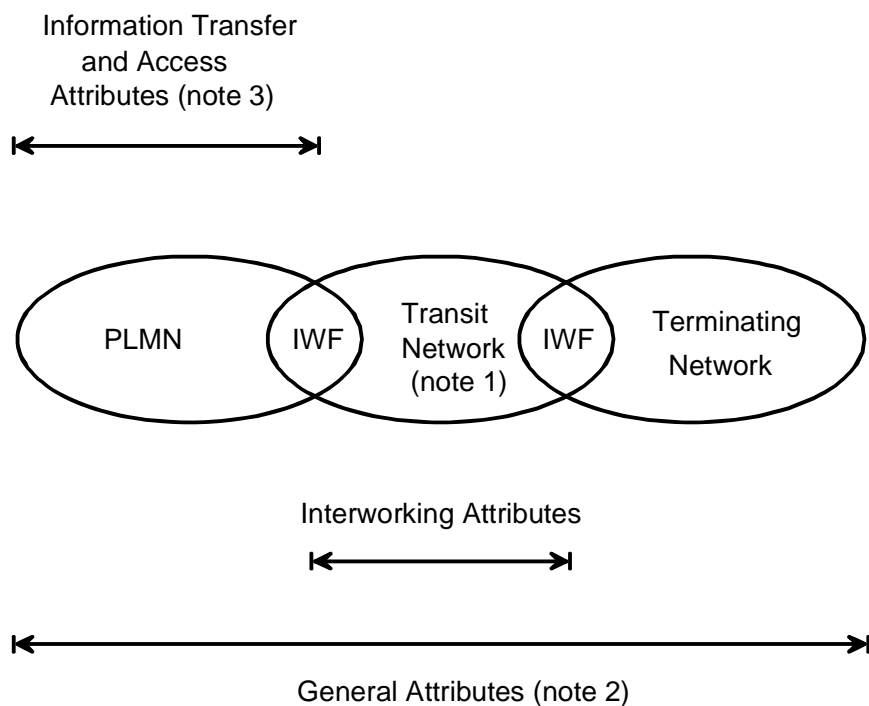 Information Transfer
and Access
Attributes (note 3)
PLMN
IWF
Transit
Network
(note 1)
IWF
Terminating
Network
Interworking Attributes
General Attributes (note 2)